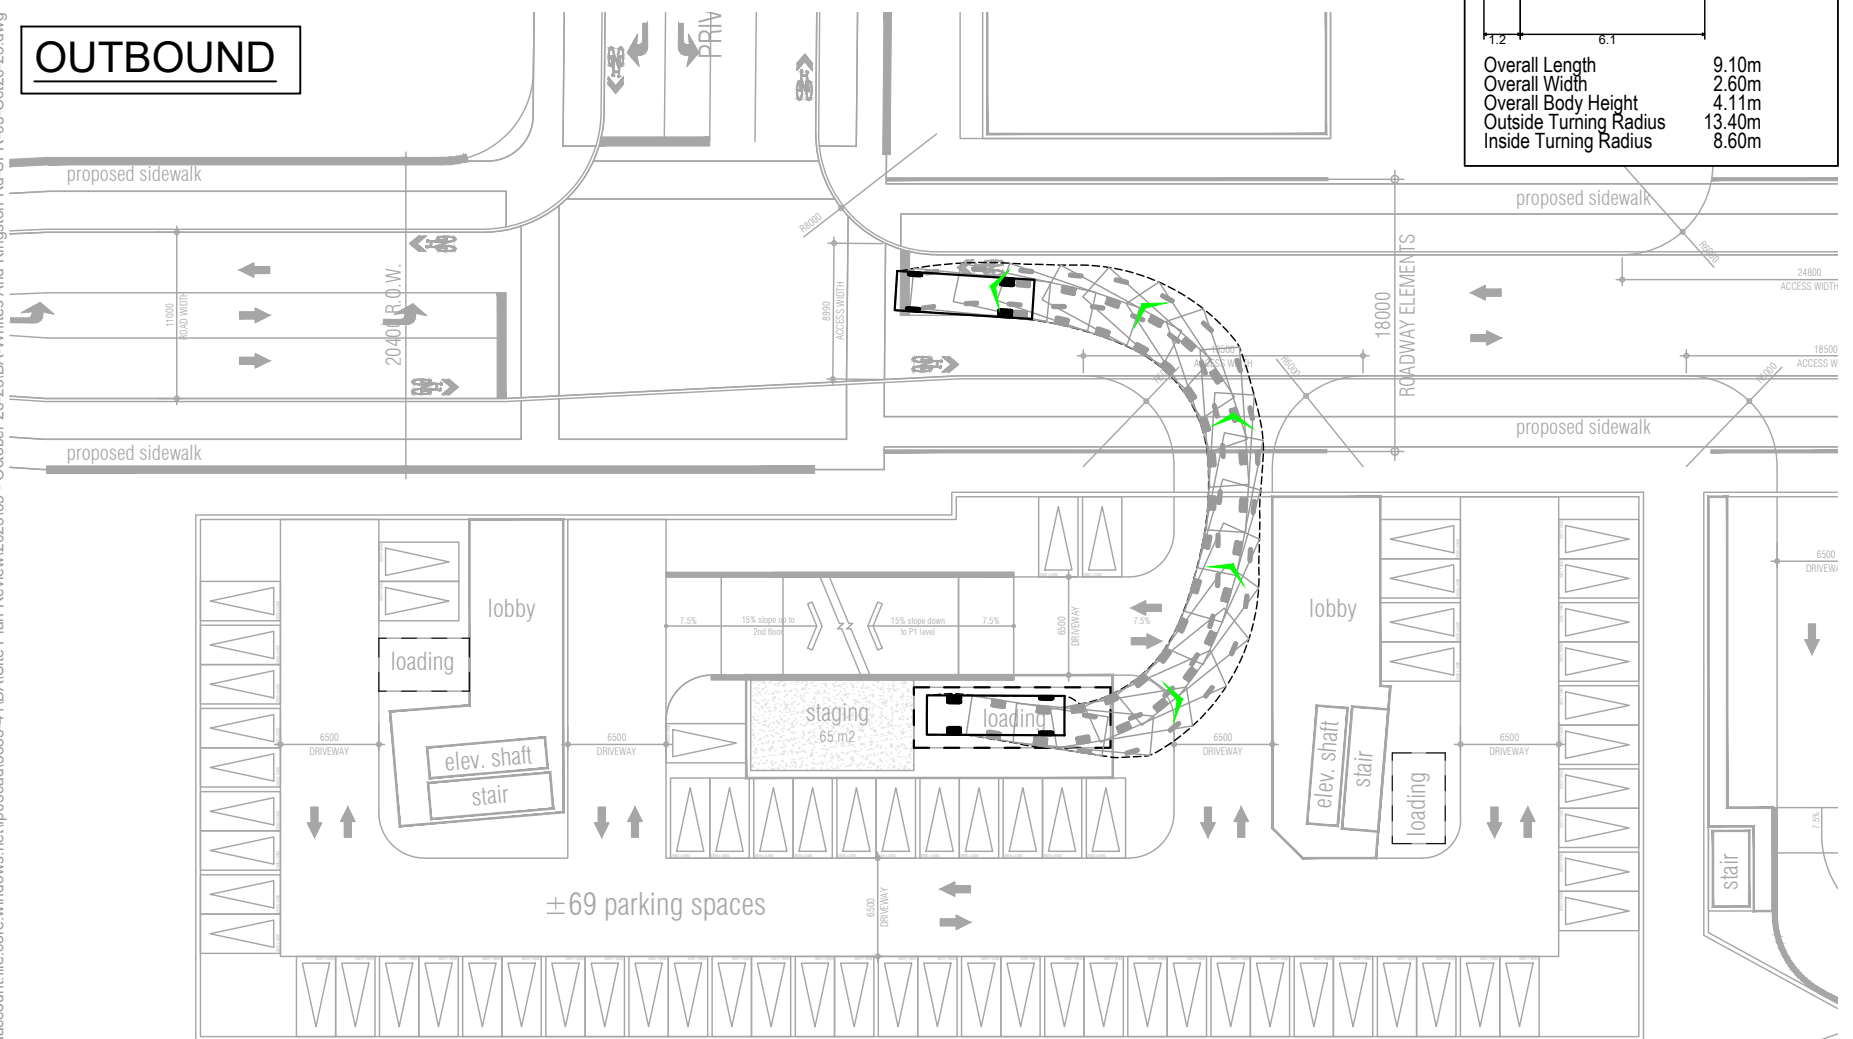 OUTBOUND
PRIV
1.2
6.1
Overall Length 9.10m
Overall Width 2.60m
Overall Body Height 4.11m
Outside Turning Radius 13.40m
Inside Turning Radius 8.60m
proposed sidewalk
proposed sidewalk
R8000
R6000
11000
ROAD WIDTH
20400 R.O.W.
8990
ACCESS WIDTH
18000
ROADWAY ELEMENTS
24800
ACCESS WIDTH
ACCESS WIDTH
R6000
18500
ACCESS W
R6000
proposed sidewalk
proposed sidewalk
lobby
loading
elev. shaft
stair
7.5%
15% slope up to
2nd floor
15% slope down
to P1 level
7.5%
6500
DRIVEWAY
7.5%
staging
65 m2
loading
lobby
elev. shaft
stair
loading
6500
DRIVEWAY
6500
DRIVEWAY
6500
DRIVEWAY
6500
DRIVEWAY
6500
DRIVEWA
7.5%
stair
±69 parking spaces
6500
DRIVEWAY